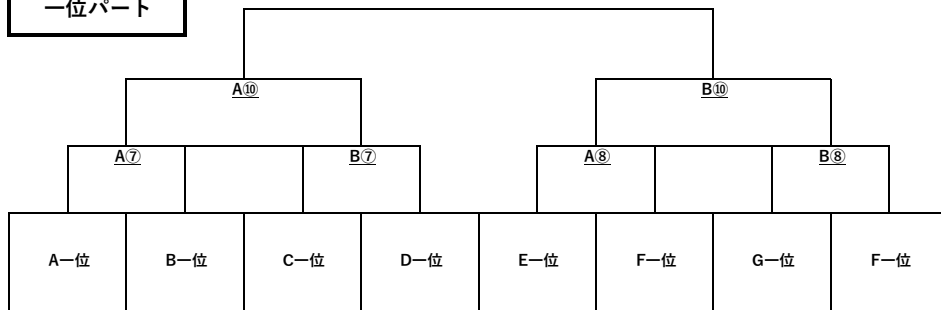 一位パート
A⑩ B⑩
A⑦ B⑦ A⑧ B⑧
A一位 B一位 C一位 D一位 E一位 F一位 G一位 F一位